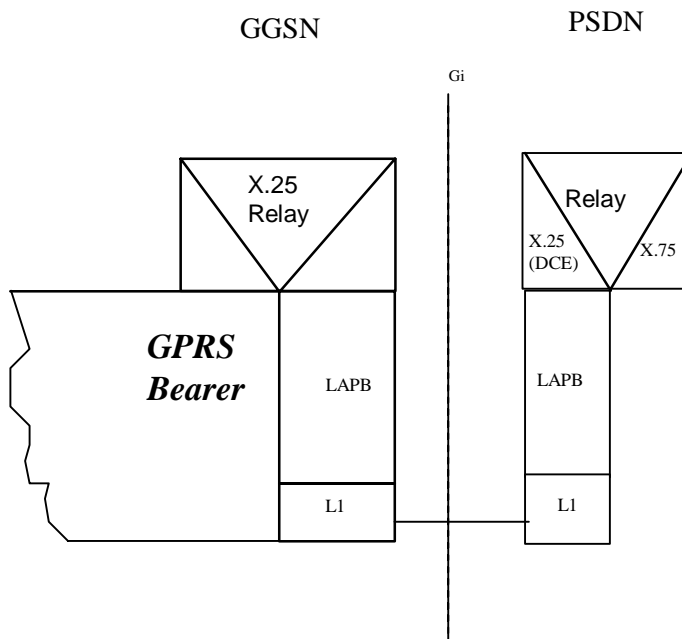 GGSN
PSDN
Gi
X.25
Relay
Relay
X.25
(DCE)
X.75
GPRS
Bearer
LAPB
LAPB
L1
L1